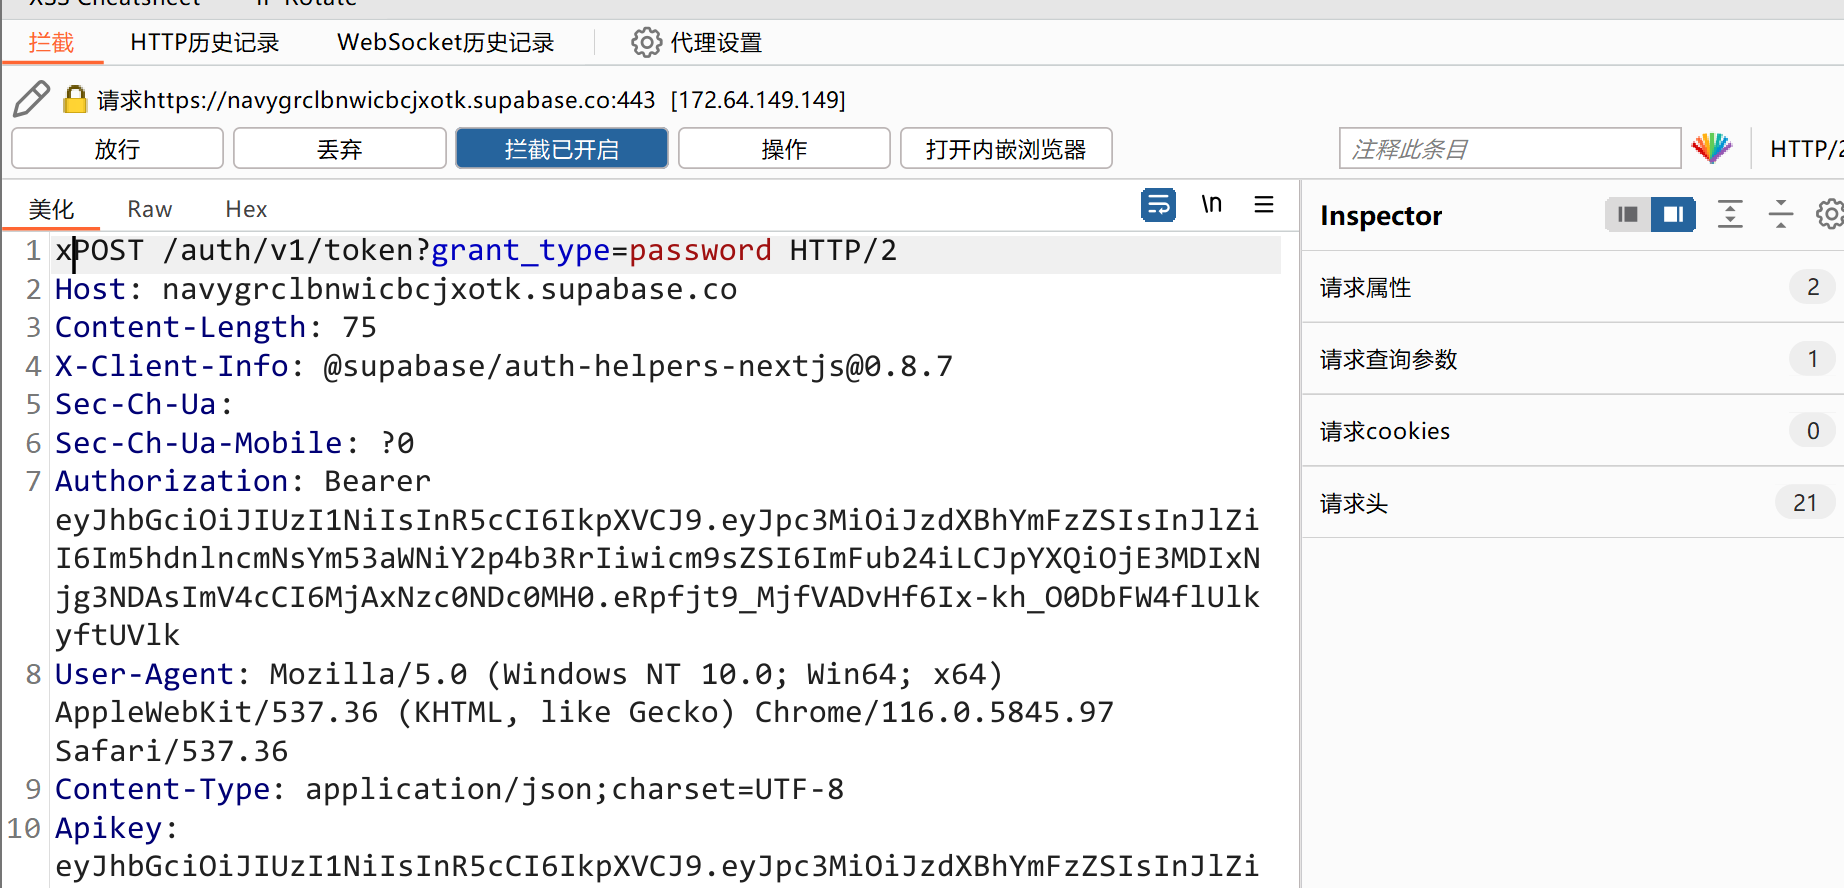 XSS Cheatsheet IP Rotate
拦截 HTTP历史记录 WebSocket历史记录 代理设置
请求https://navygrclbnwicbcjxotk.supabase.co:443 [172.64.149.149]
放行 丢弃 拦截已开启 操作 打开内嵌浏览器 注释此条目 HTTP/2
美化 Raw Hex \n
Inspector
1 xPOST /auth/v1/token?grant_type=password HTTP/2
2 Host: navygrclbnwicbcjxotk.supabase.co
3 Content-Length: 75
4 X-Client-Info: @supabase/auth-helpers-nextjs@0.8.7
5 Sec-Ch-Ua:
6 Sec-Ch-Ua-Mobile: ?0
7 Authorization: Bearer
eyJhbGciOiJIUzI1NiIsInR5cCI6IkpXVCJ9.eyJpc3MiOiJzdXBhYmFzZSIsInJlZi
I6Im5hdnlncmNsYm53aWNiY2p4b3RrIiwicm9sZSI6ImFub24iLCJpYXQiOjE3MDIxN
jg3NDAsImV4cCI6MjAxNzc0NDc0MH0.eRpfjt9_MjfVADvHf6Ix-kh_O0DbFW4flUlk
yftUVlk
8 User-Agent: Mozilla/5.0 (Windows NT 10.0; Win64; x64)
AppleWebKit/537.36 (KHTML, like Gecko) Chrome/116.0.5845.97
Safari/537.36
9 Content-Type: application/json;charset=UTF-8
10 Apikey:
eyJhbGciOiJIUzI1NiIsInR5cCI6IkpXVCJ9.eyJpc3MiOiJzdXBhYmFzZSIsInJlZi
请求属性 2
请求查询参数 1
请求cookies 0
请求头 21